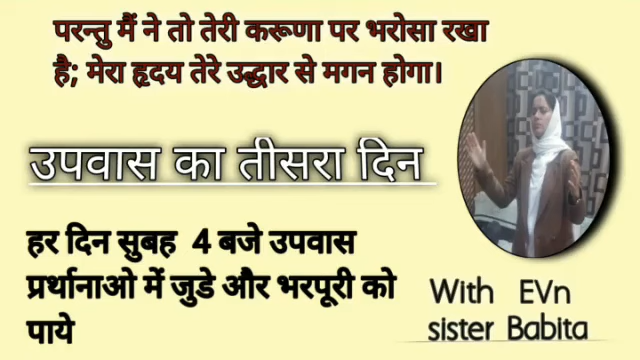 परन्तु मैं ने तो तेरी करूणा पर भरोसा रखा
है; मेरा हृदय तेरे उद्धार से मगन होगा।
उपवास का तीसरा दिन
हर दिन सुबह 4 बजे उपवास
प्रर्थानाओ में जुडे और भरपूरी को
पाये
With EVn
sister Babita